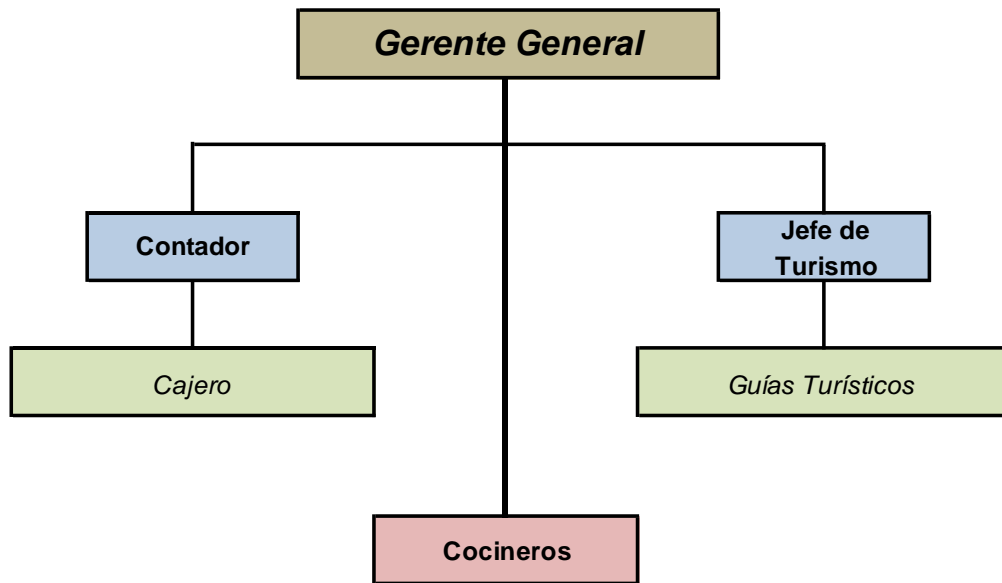 Gerente General
Contador
Jefe de
Turismo
Cajero
Guías Turísticos
Cocineros